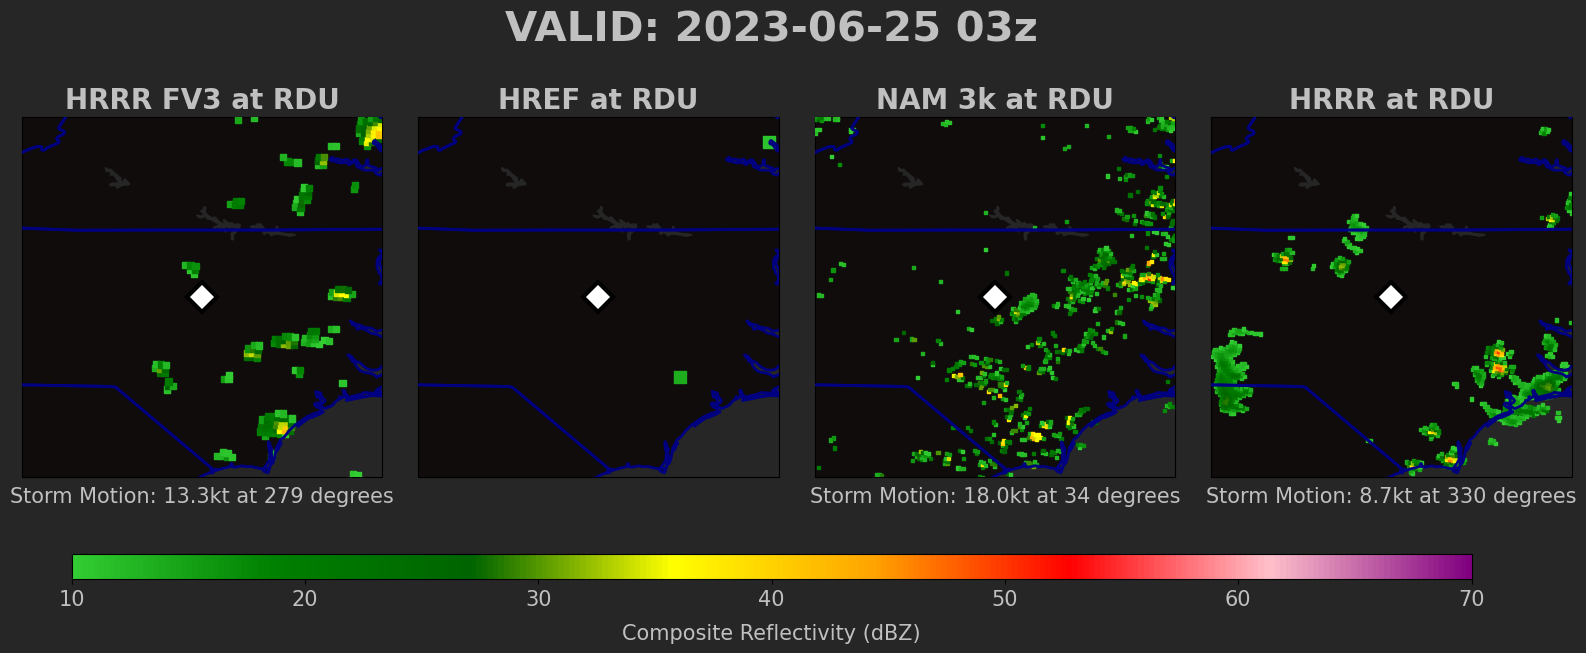 VALID: 2023-06-25 03z
HRRR FV3 at RDU
HREF at RDU
NAM 3k at RDU
HRRR at RDU
Storm Motion: 13.3kt at 279 degrees
Storm Motion: 18.0kt at 34 degrees
Storm Motion: 8.7kt at 330 degrees
10 20 30 40 50 60 70
Composite Reflectivity (dBZ)